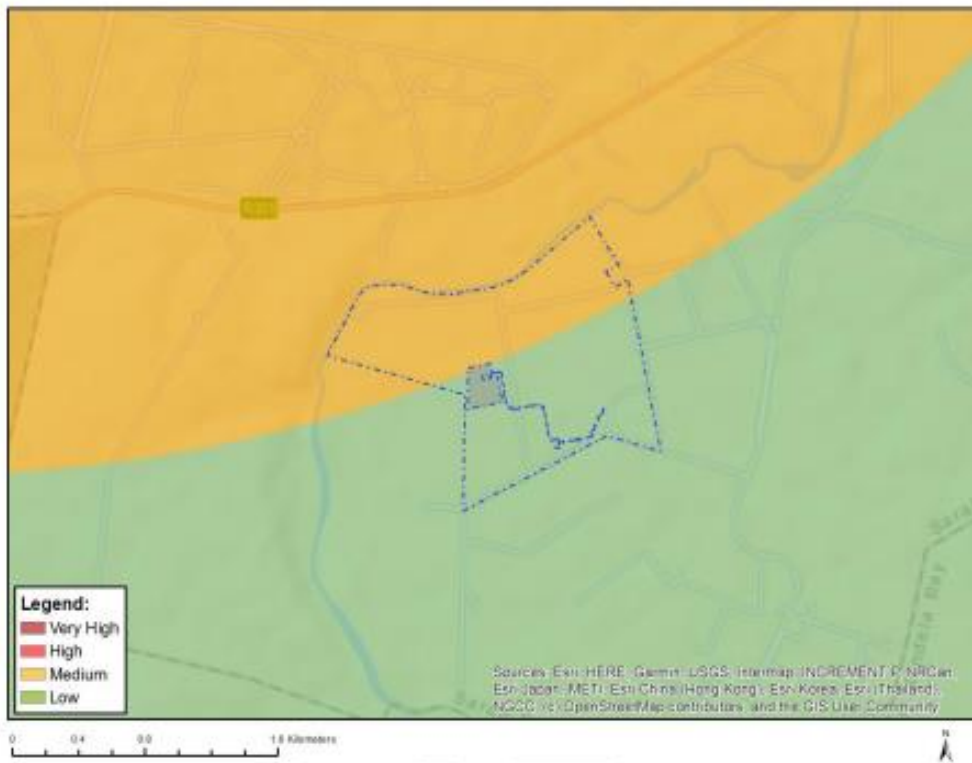 Legend:
Very High
High
Medium
Low
Sources: Esri, HERE, Garmin, USGS, Intermap, INCREMENT P, NRCan,
Esri Japan, METI, Esri China (Hong Kong), Esri Korea, Esri (Thailand),
NGCC, (c) OpenStreetMap contributors, and the GIS User Community
0 0.4 0.8 1.6 Kilometers
N